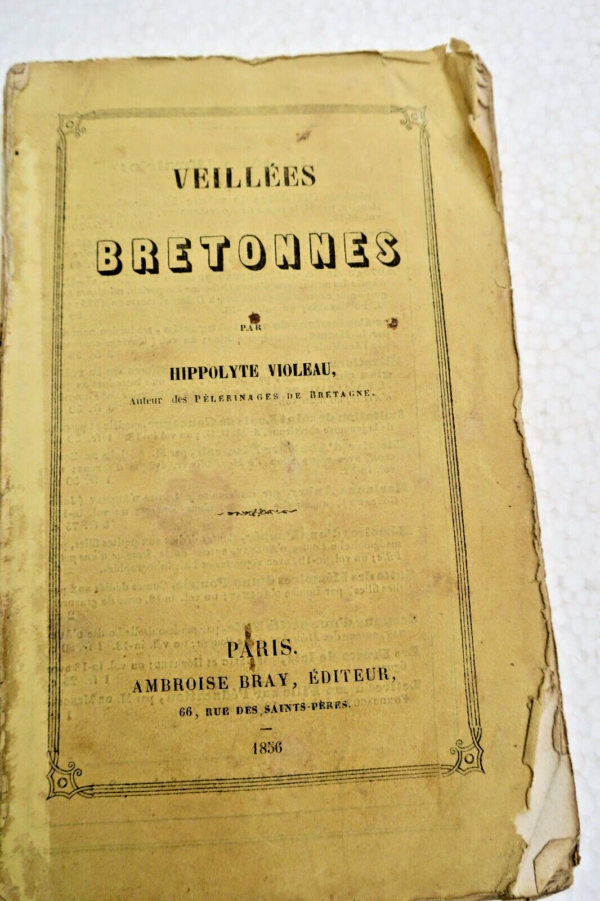 VEILLÉES
BRETONNES
PAR
HIPPOLYTE VIOLEAU,
Auteur des PÈLERINAGES DE BRETAGNE.
PARIS.
AMBROISE BRAY, ÉDITEUR,
66, RUE DES SAINTS-PÈRES.
1856